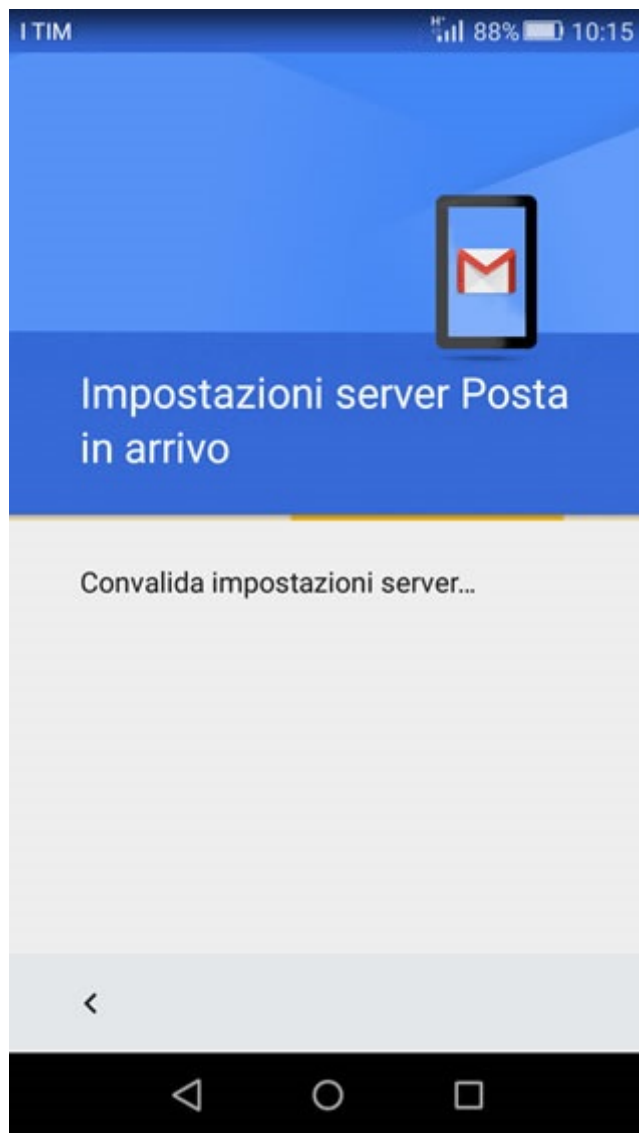 I TIM H+ 88% 10:15
Impostazioni server Posta
in arrivo
Convalida impostazioni server...